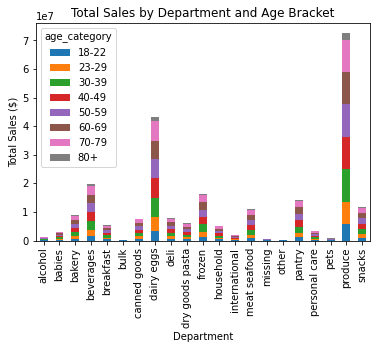 Total Sales by Department and Age Bracket
1e7
Total Sales ($)
8
7
6
5
4
3
2
1
0
age_category
18-22
23-29
30-39
40-49
50-59
60-69
70-79
80+
alcohol
babies
bakery
beverages
breakfast
bulk
canned goods
dairy eggs
deli
dry goods pasta
frozen
household
international
meat seafood
missing
other
pantry
personal care
pets
produce
snacks
Department